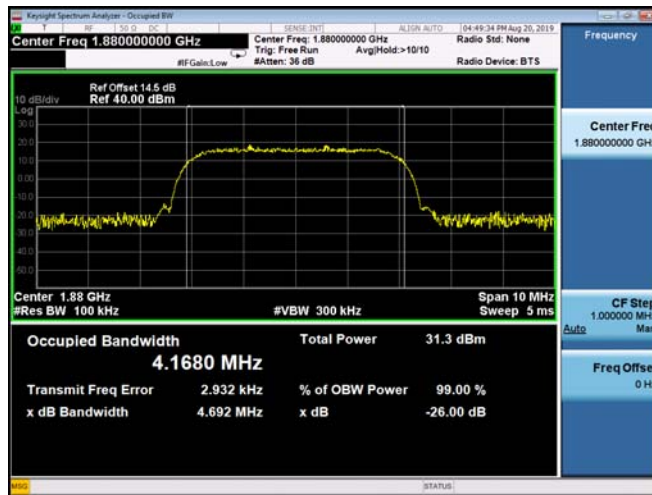 Keysight Spectrum Analyzer - Occupied BW
T RF 50 Ω DC SENSE:INT ALIGN AUTO 04:49:34 PM Aug 20, 2019
Center Freq 1.880000000 GHz
Center Freq: 1.880000000 GHz
Radio Std: None
Trig: Free Run Avg|Hold:>10/10
#IFGain:Low #Atten: 36 dB Radio Device: BTS
Frequency
Ref Offset 14.5 dB
10 dB/div Ref 40.00 dBm
Log
30.0
20.0
10.0
0.00
-10.0
-20.0
-30.0
-40.0
-50.0
Center 1.88 GHz Span 10 MHz
#Res BW 100 kHz #VBW 300 kHz Sweep 5 ms
Occupied Bandwidth Total Power 31.3 dBm
4.1680 MHz
Transmit Freq Error 2.932 kHz % of OBW Power 99.00 %
x dB Bandwidth 4.692 MHz x dB -26.00 dB
Center Fre
1.880000000 GH
CF Step
1.000000 MH
Auto Ma
Freq Offse
0 H
MSG STATUS